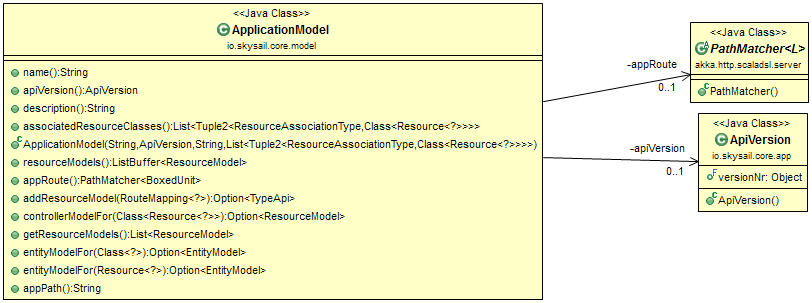 <<Java Class>>
ApplicationModel
io.skysail.core.model
name():String
apiVersion():ApiVersion
description():String
associatedResourceClasses():List<Tuple2<ResourceAssociationType,Class<Resource<?>>>>
ApplicationModel(String,ApiVersion,String,List<Tuple2<ResourceAssociationType,Class<Resource<?>>>>)
resourceModels():ListBuffer<ResourceModel>
appRoute():PathMatcher<BoxedUnit>
addResourceModel(RouteMapping<?>):Option<TypeApi>
controllerModelFor(Class<Resource<?>>):Option<ResourceModel>
getResourceModels():List<ResourceModel>
entityModelFor(Class<?>):Option<EntityModel>
entityModelFor(Resource<?>):Option<EntityModel>
appPath():String
-appRoute
0..1
<<Java Class>>
PathMatcher<L>
akka.http.scaladsl.server
PathMatcher()
-apiVersion
0..1
<<Java Class>>
ApiVersion
io.skysail.core.app
versionNr: Object
ApiVersion()